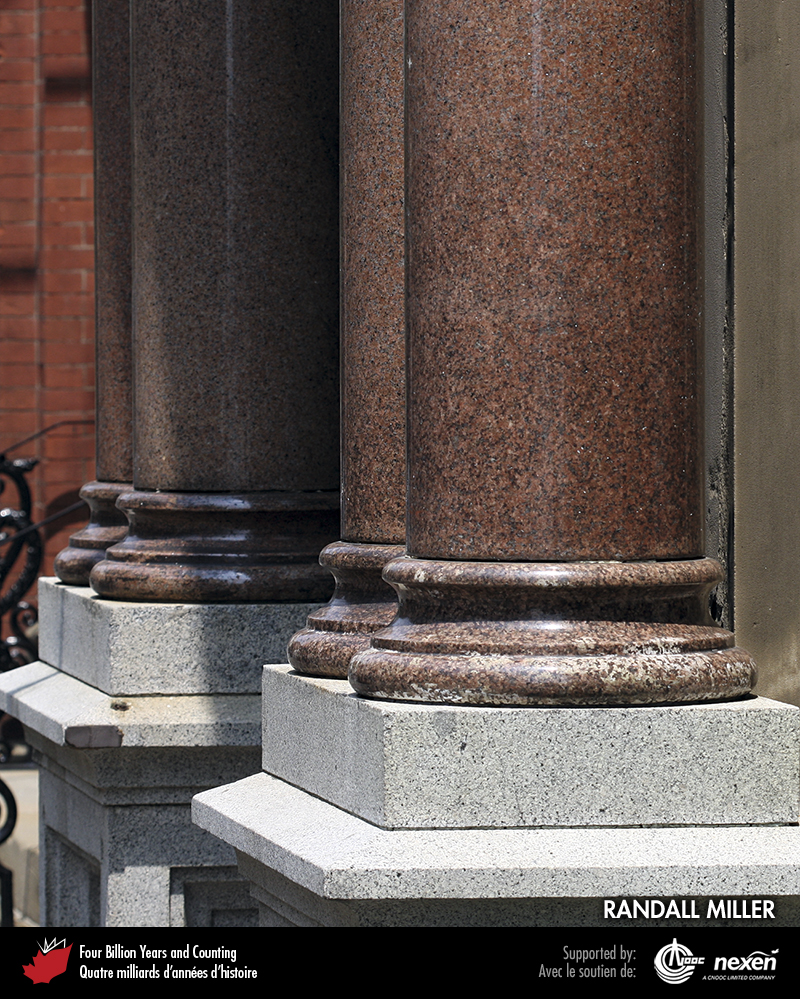 RANDALL MILLER
Four Billion Years and Counting
Quatre milliards d'années d'histoire
Supported by:
Avec le soutien de:
CNOOC
nexen
A CNOOC LIMITED COMPANY